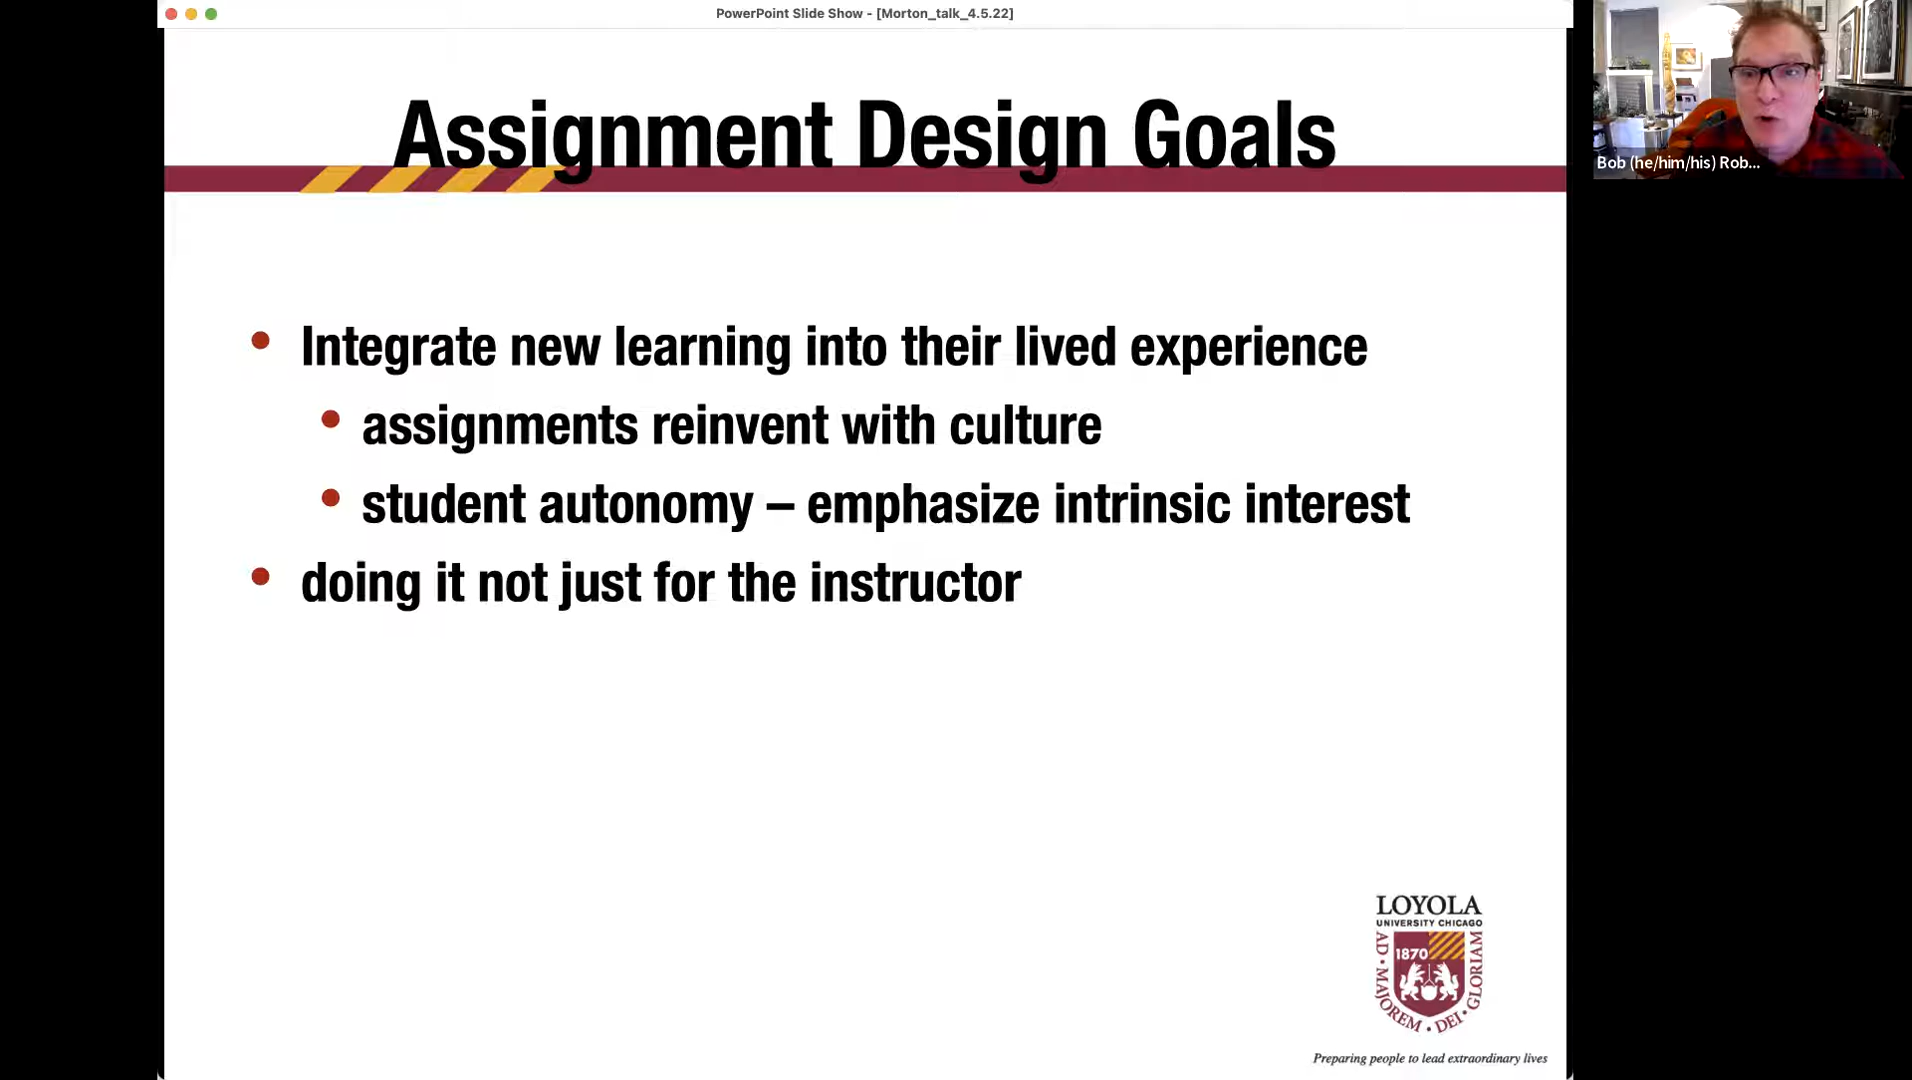 PowerPoint Slide Show - [Morton_talk_4.5.22]
Assignment Design Goals
Bob (he/him/his) Rob...
• Integrate new learning into their lived experience
• assignments reinvent with culture
• student autonomy – emphasize intrinsic interest
• doing it not just for the instructor
LOYOLA
UNIVERSITY CHICAGO
1870
AD • MAJOREM • DEI • GLORIAM
Preparing people to lead extraordinary lives